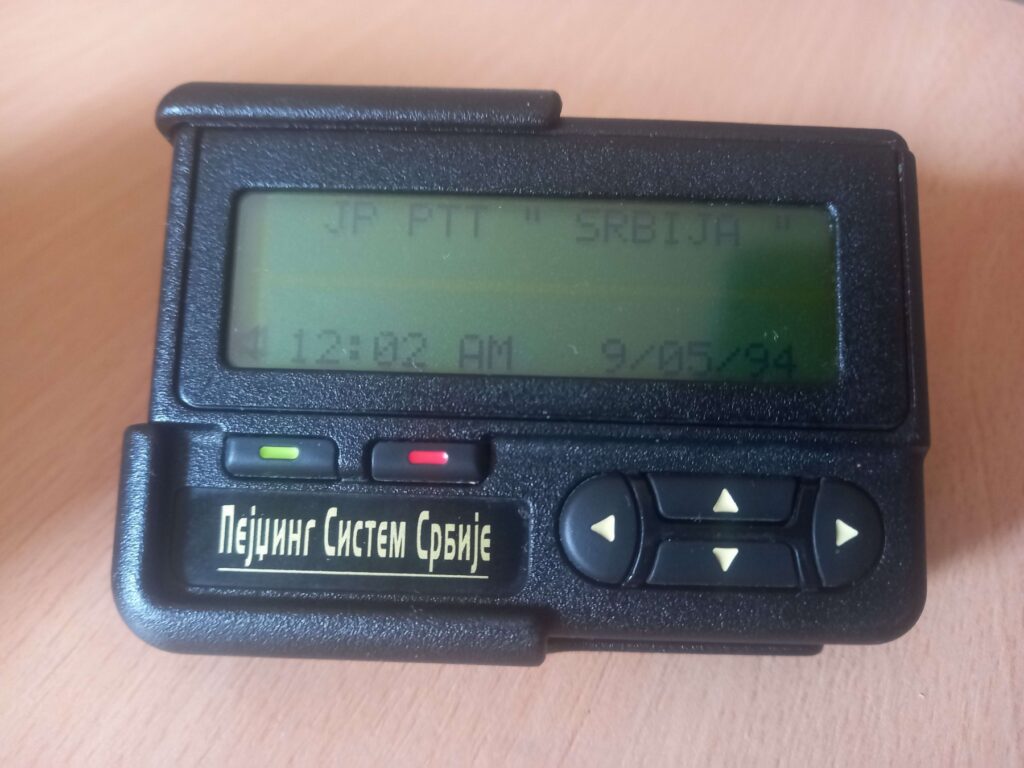 JP PTT " SRBIJA "
12:02 AM 9/05/94
Пејџинг Систем Србије